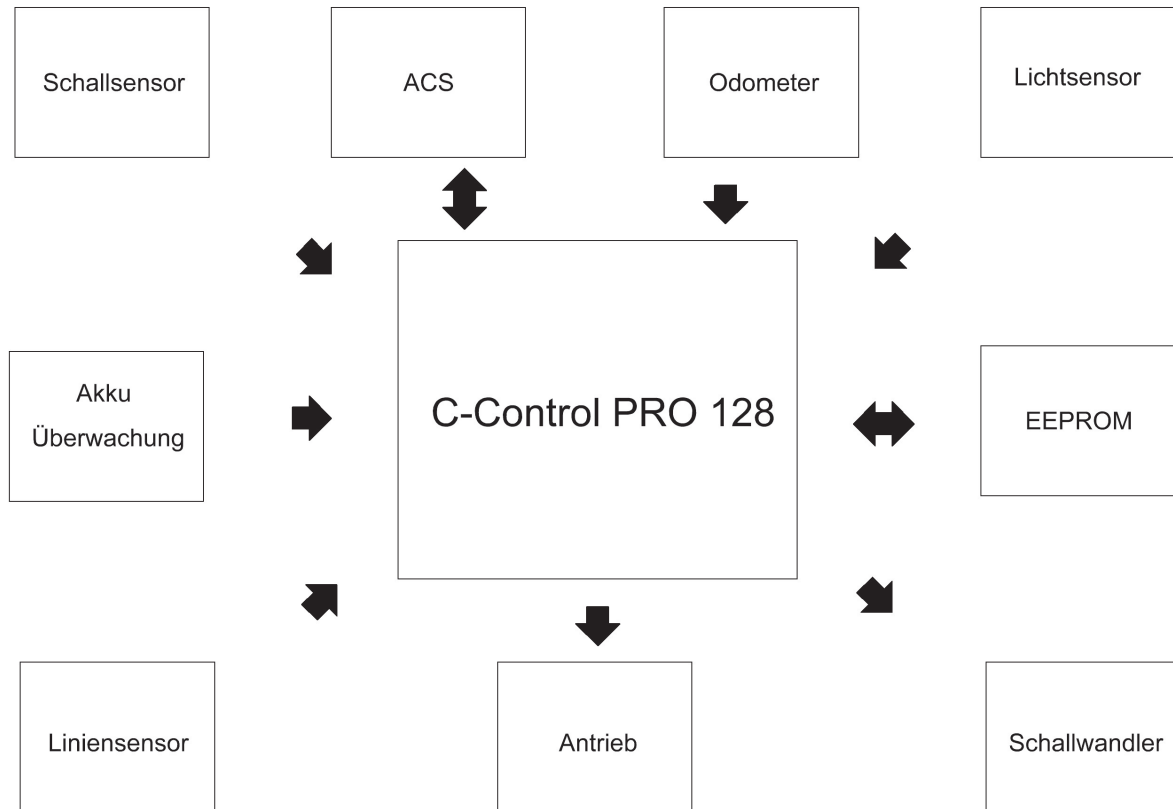 Schallsensor
ACS
Odometer
Lichtsensor
Akku
Überwachung
C-Control PRO 128
EEPROM
Liniensensor
Antrieb
Schallwandler